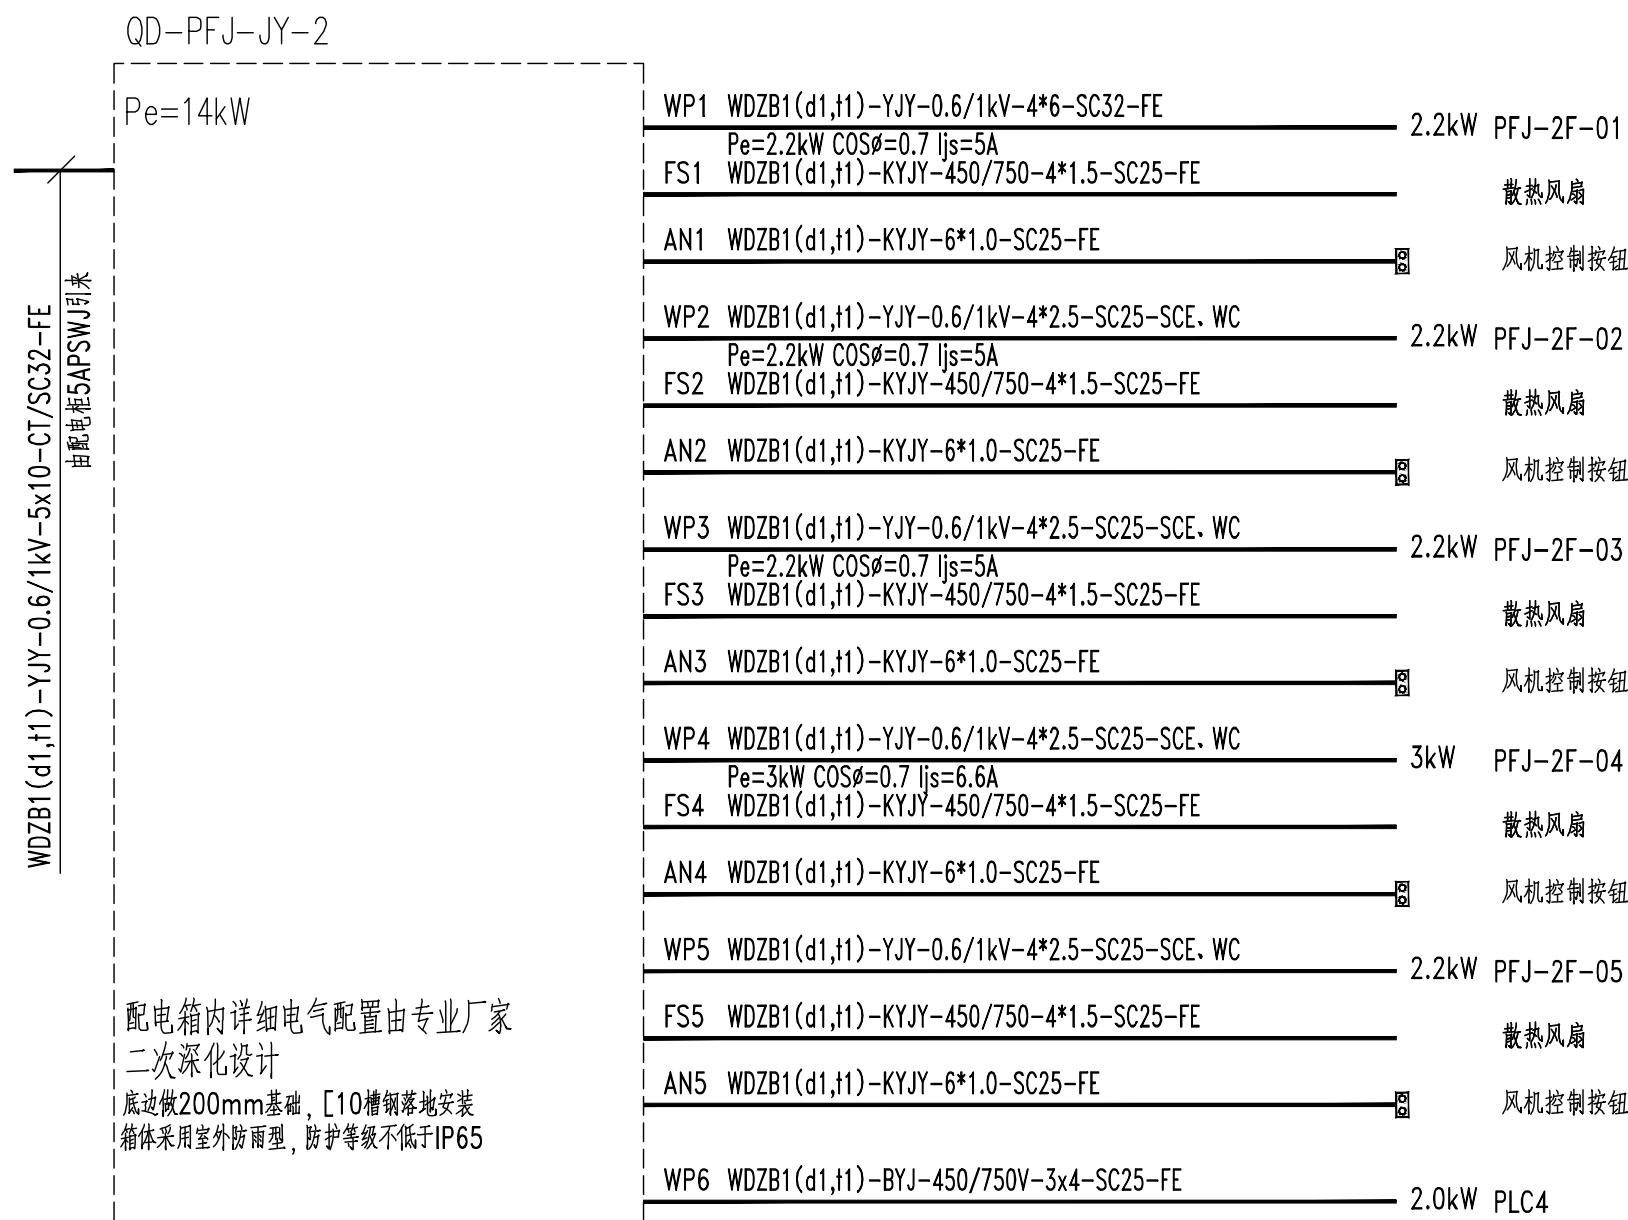 QD-PFJ-JY-2
Pe=14kW
WDZB1(d1,t1)-YJY-0.6/1kV-5x10-CT/SC32-FE
由配电柜5APSWJ引来
WP1 WDZB1(d1,t1)-YJY-0.6/1kV-4*6-SC32-FE 2.2kW PFJ-2F-01
Pe=2.2kW COSø=0.7 Ijs=5A
FS1 WDZB1(d1,t1)-KYJY-450/750-4*1.5-SC25-FE 散热风扇
AN1 WDZB1(d1,t1)-KYJY-6*1.0-SC25-FE 风机控制按钮
WP2 WDZB1(d1,t1)-YJY-0.6/1kV-4*2.5-SC25-SCE、WC 2.2kW PFJ-2F-02
Pe=2.2kW COSø=0.7 Ijs=5A
FS2 WDZB1(d1,t1)-KYJY-450/750-4*1.5-SC25-FE 散热风扇
AN2 WDZB1(d1,t1)-KYJY-6*1.0-SC25-FE 风机控制按钮
WP3 WDZB1(d1,t1)-YJY-0.6/1kV-4*2.5-SC25-SCE、WC 2.2kW PFJ-2F-03
Pe=2.2kW COSø=0.7 Ijs=5A
FS3 WDZB1(d1,t1)-KYJY-450/750-4*1.5-SC25-FE 散热风扇
AN3 WDZB1(d1,t1)-KYJY-6*1.0-SC25-FE 风机控制按钮
WP4 WDZB1(d1,t1)-YJY-0.6/1kV-4*2.5-SC25-SCE、WC 3kW PFJ-2F-04
Pe=3kW COSø=0.7 Ijs=6.6A
FS4 WDZB1(d1,t1)-KYJY-450/750-4*1.5-SC25-FE 散热风扇
AN4 WDZB1(d1,t1)-KYJY-6*1.0-SC25-FE 风机控制按钮
WP5 WDZB1(d1,t1)-YJY-0.6/1kV-4*2.5-SC25-SCE、WC 2.2kW PFJ-2F-05
FS5 WDZB1(d1,t1)-KYJY-450/750-4*1.5-SC25-FE 散热风扇
AN5 WDZB1(d1,t1)-KYJY-6*1.0-SC25-FE 风机控制按钮
WP6 WDZB1(d1,t1)-BYJ-450/750V-3x4-SC25-FE 2.0kW PLC4
配电箱内详细电气配置由专业厂家
二次深化设计
底边做200mm基础，[10槽钢落地安装
箱体采用室外防雨型，防护等级不低于IP65